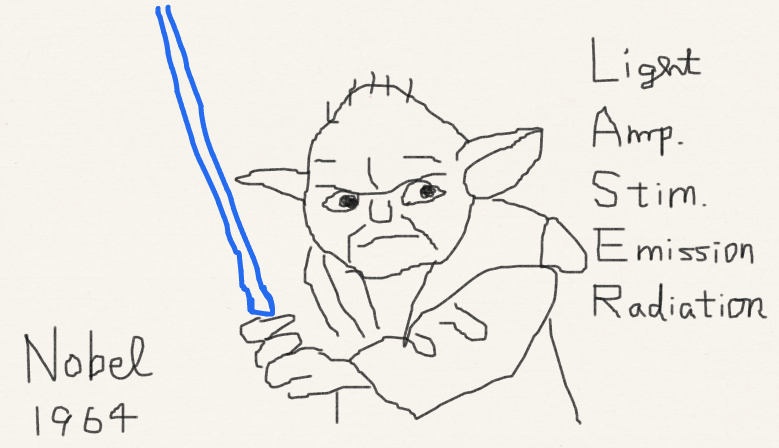 Light
Amp.
Stim.
Emission
Radiation
Nobel
1964